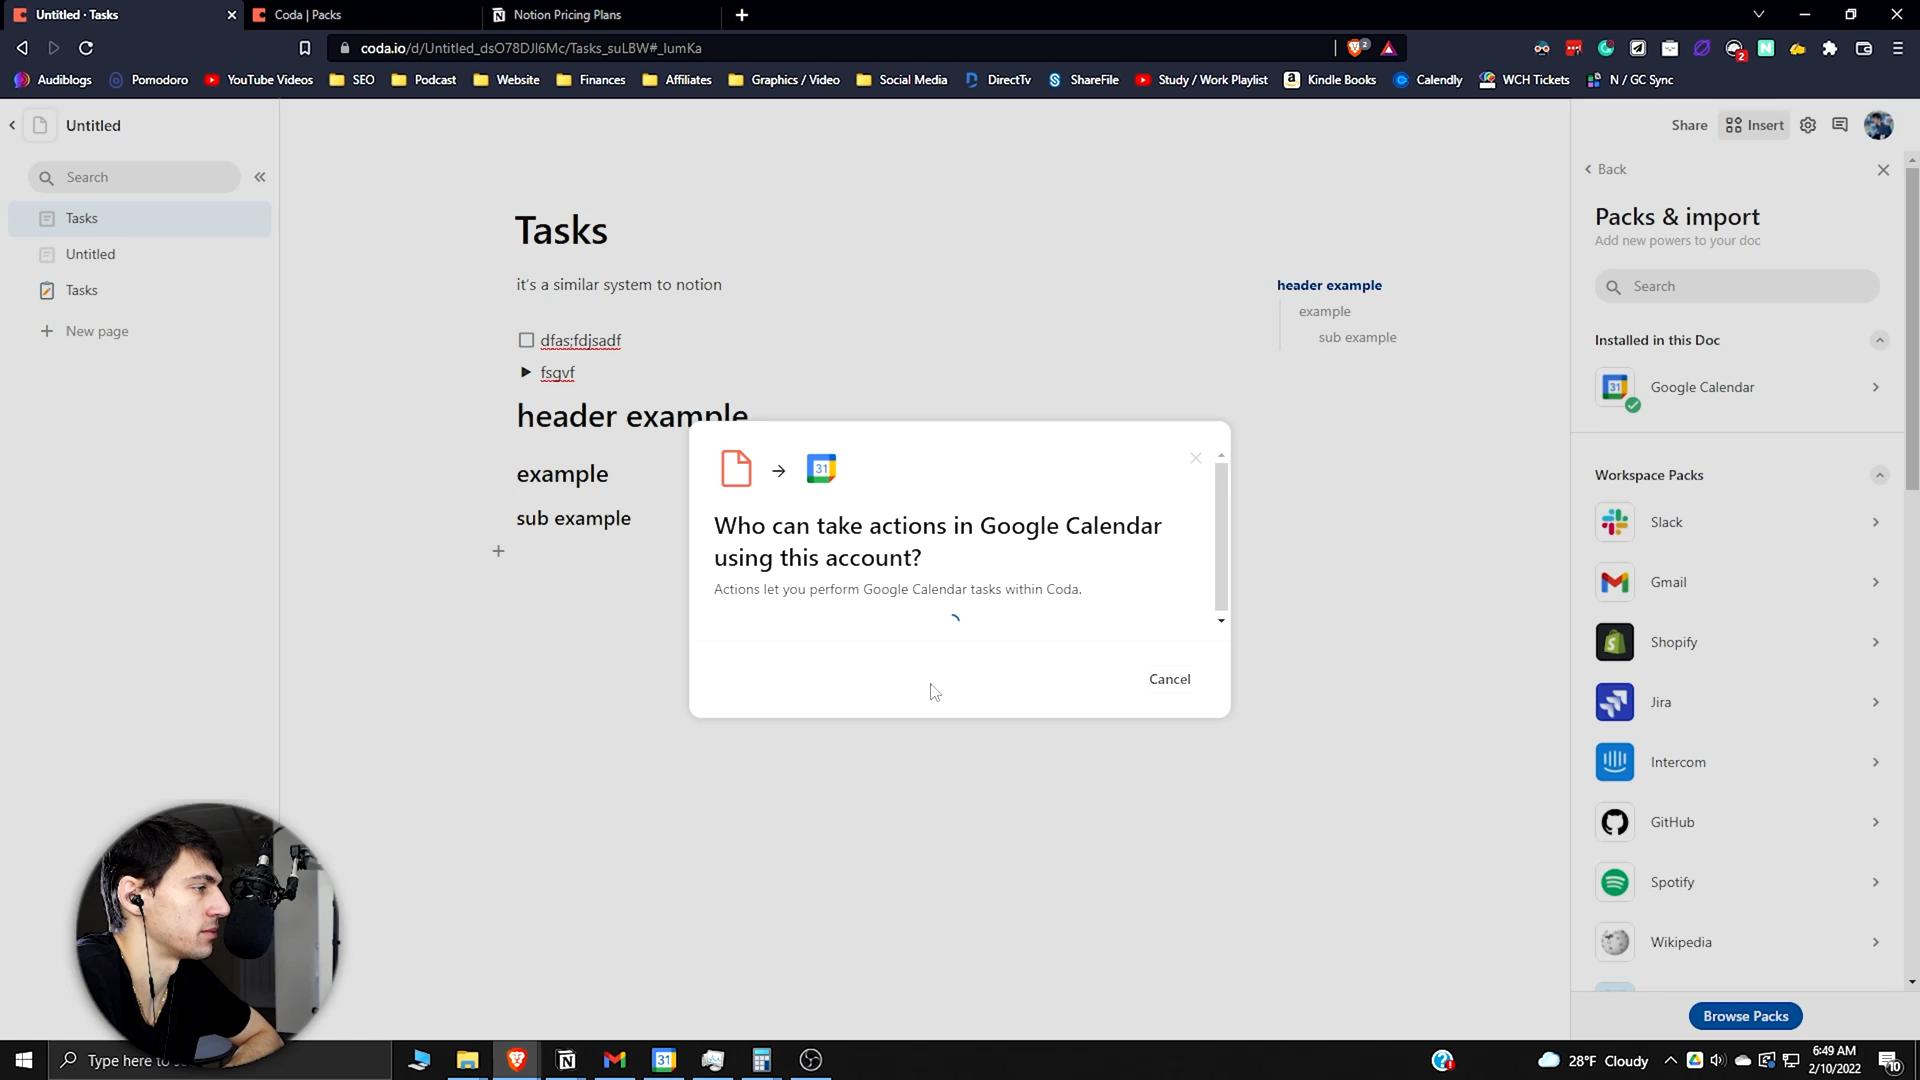 Untitled · Tasks
Coda | Packs
Notion Pricing Plans
coda.io/d/Untitled_dsO78DJl6Mc/Tasks_suLBW#_lumKa
2
2
Audiblogs
Pomodoro
YouTube Videos
SEO
Podcast
Website
Finances
Affiliates
Graphics / Video
Social Media
DirectTv
ShareFile
Study / Work Playlist
Kindle Books
Calendly
WCH Tickets
N / GC Sync
Untitled
Share
Insert
Search
Tasks
Untitled
Tasks
New page
Tasks
it's a similar system to notion
dfas;fdjsadf
fsgvf
header example
example
sub example
header example
example
sub example
31
Who can take actions in Google Calendar
using this account?
Actions let you perform Google Calendar tasks within Coda.
Cancel
Back
Packs & import
Add new powers to your doc
Search
Installed in this Doc
31
Google Calendar
Workspace Packs
Slack
Gmail
Shopify
Jira
Intercom
GitHub
Spotify
Wikipedia
Browse Packs
Type here to
31
28°F Cloudy
6:49 AM
2/10/2022
10